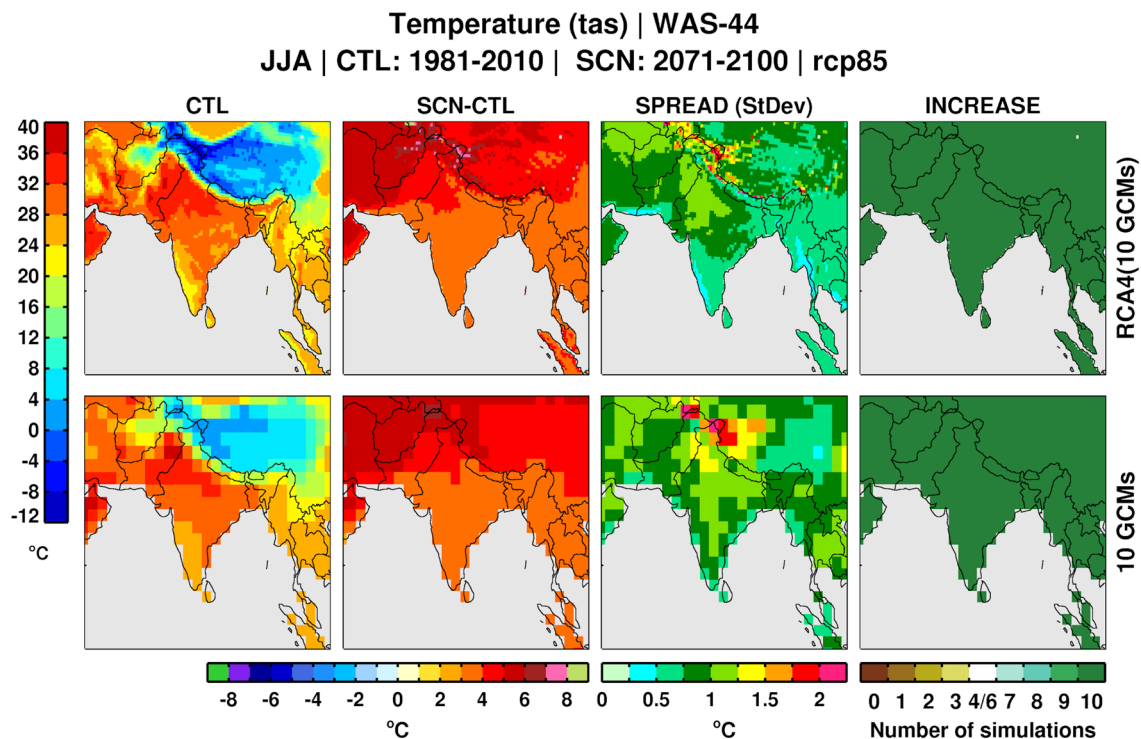 Temperature (tas) | WAS-44
JJA | CTL: 1981-2010 | SCN: 2071-2100 | rcp85
CTL
SCN-CTL
SPREAD (StDev)
INCREASE
40
36
32
28
24
20
16
12
8
4
0
-4
-8
-12
°C
RCA4(10 GCMs)
10 GCMs
-8 -6 -4 -2 0 2 4 6 8
°C
0 0.5 1 1.5 2
°C
0 1 2 3 4/6 7 8 9 10
Number of simulations